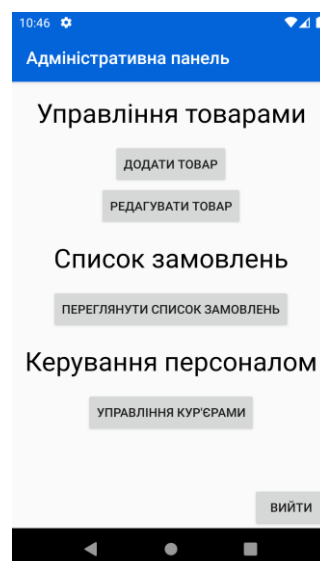 10:46
Адміністративна панель
Управління товарами
ДОДАТИ ТОВАР
РЕДАГУВАТИ ТОВАР
Список замовлень
ПЕРЕГЛЯНУТИ СПИСОК ЗАМОВЛЕНЬ
Керування персоналом
УПРАВЛІННЯ КУР'ЄРАМИ
ВИЙТИ